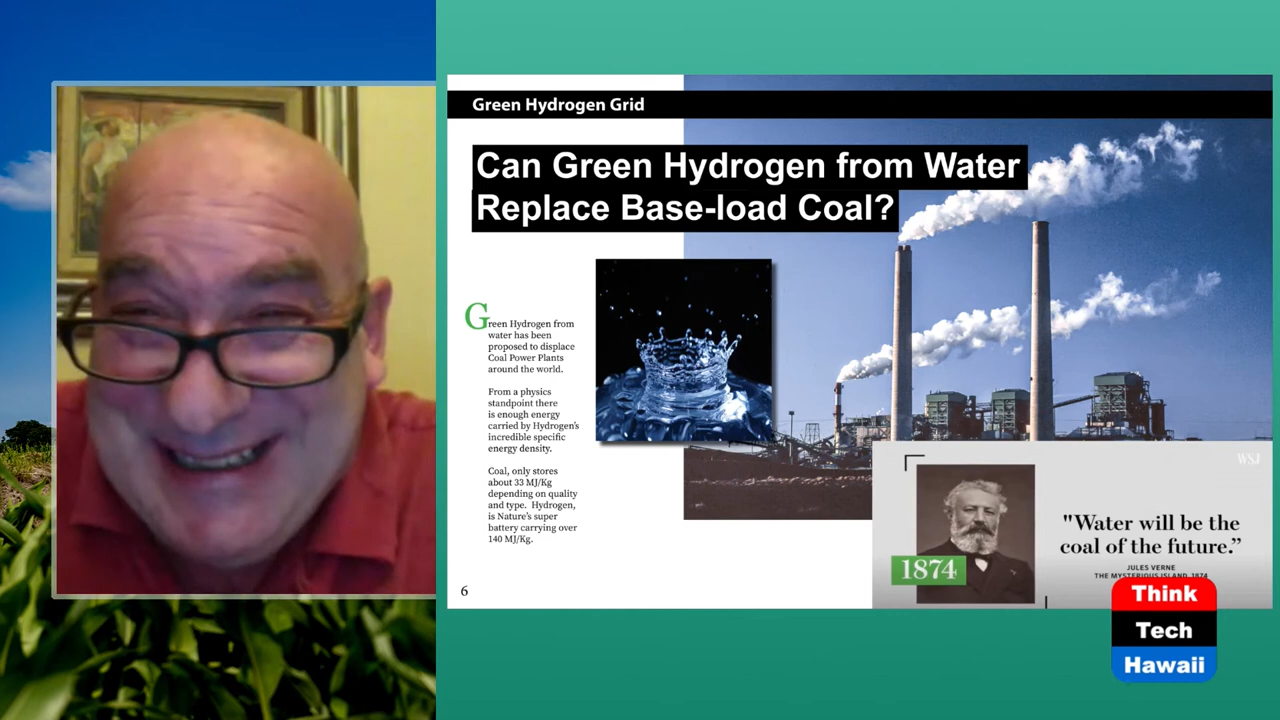 Green Hydrogen Grid
Can Green Hydrogen from Water
Replace Base-load Coal?
Green Hydrogen from
water has been
proposed to displace
Coal Power Plants
around the world.
From a physics
standpoint there
is enough energy
carried by Hydrogen's
incredible specific
energy density.
Coal, only stores
about 33 MJ/Kg
depending on quality
and type. Hydrogen,
is Nature's super
battery carrying over
140 MJ/Kg.
6
WSJ
1874
"Water will be the
coal of the future.”
JULES VERNE
THE MYSTERIOUS ISLAND, 1874
Think
Tech
Hawaii